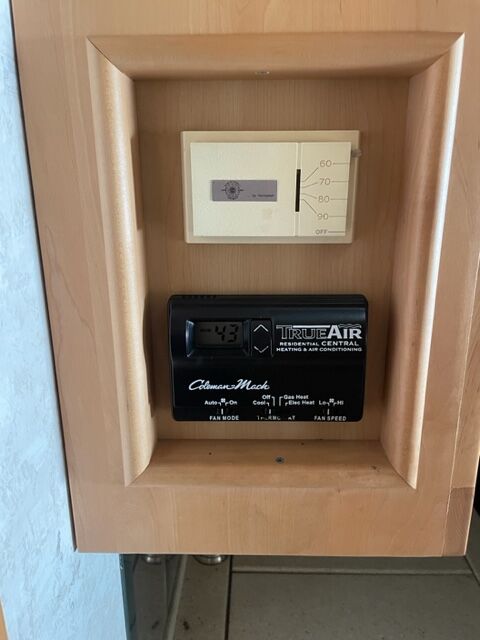 60
70
80
90
OFF
43
TRUEAIR
RESIDENTIAL CENTRAL
HEATING & AIR CONDITIONING
Coleman-Mach
Off Gas Heat
Auto On Cool Elec Heat Lo Hi
FAN MODE FAN SPEED